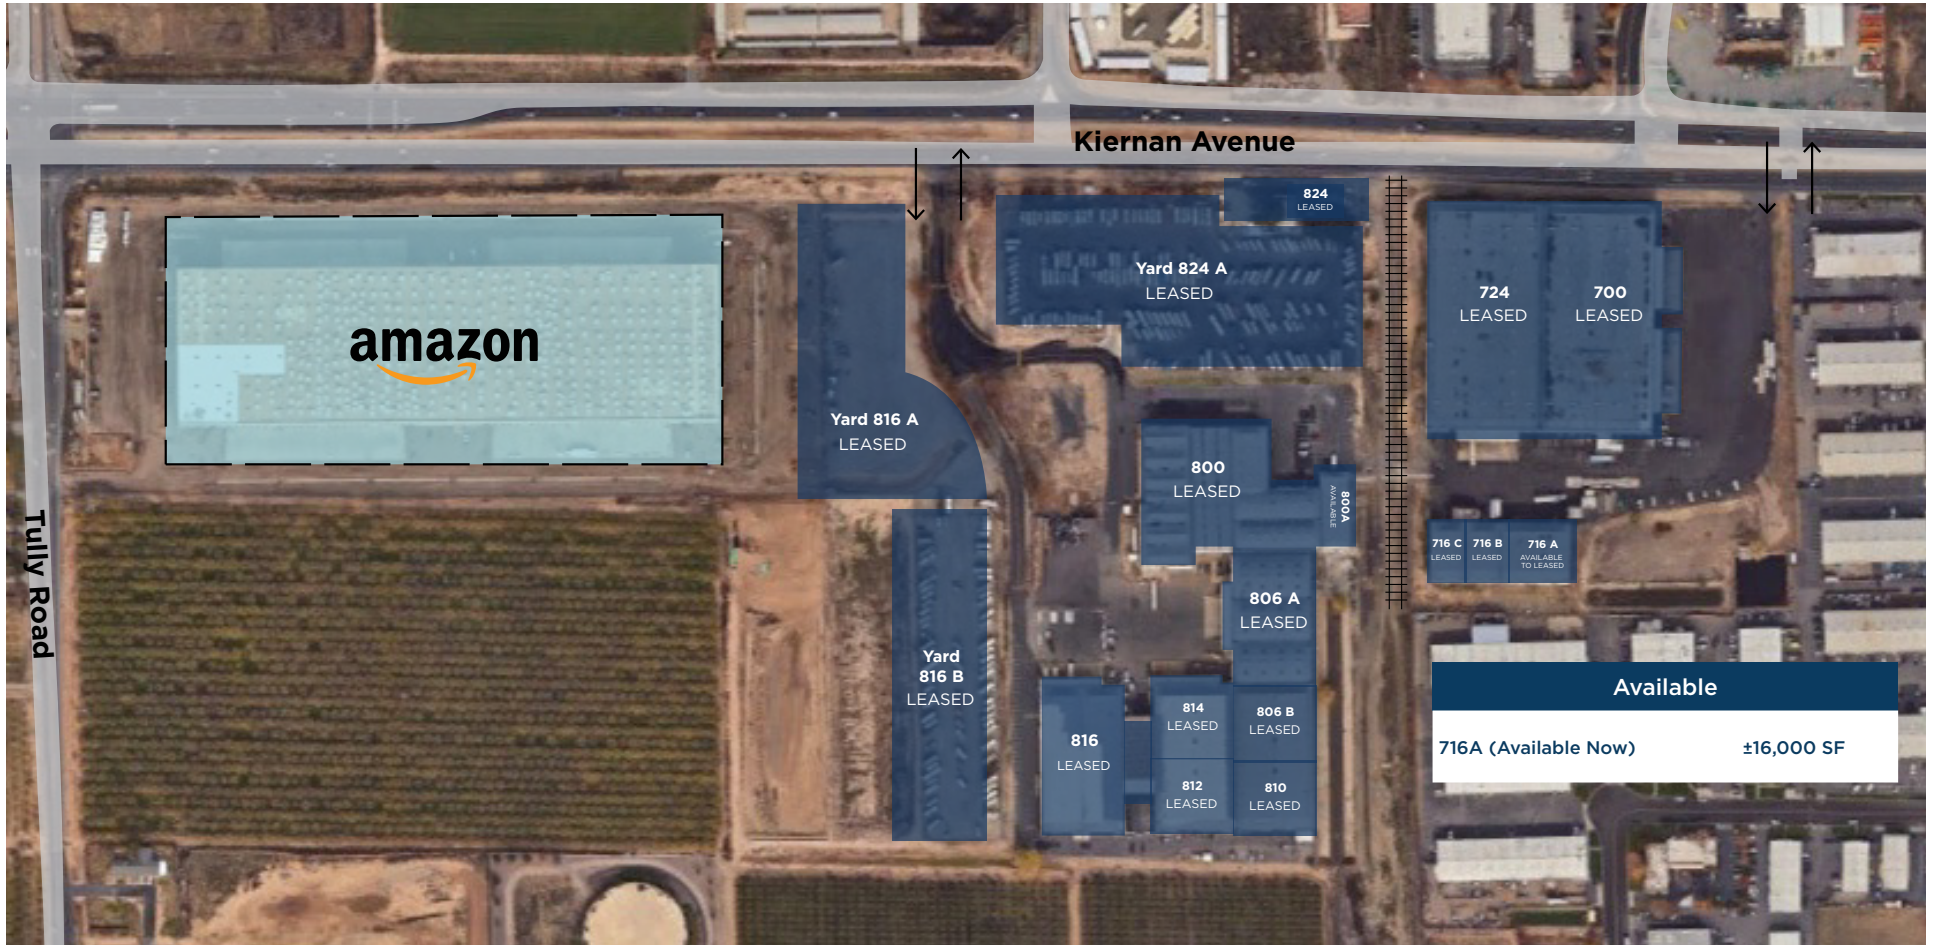 Kiernan Avenue
824
LEASED
Yard 824 A
LEASED
724
LEASED
700
LEASED
amazon
Yard 816 A
LEASED
800
LEASED
800A
AVAILABLE
Tully Road
716 C
LEASED
716 B
LEASED
716 A
AVAILABLE
TO LEASED
806 A
LEASED
Yard
816 B
LEASED
814
LEASED
806 B
LEASED
816
LEASED
812
LEASED
810
LEASED
Available
716A (Available Now) ±16,000 SF